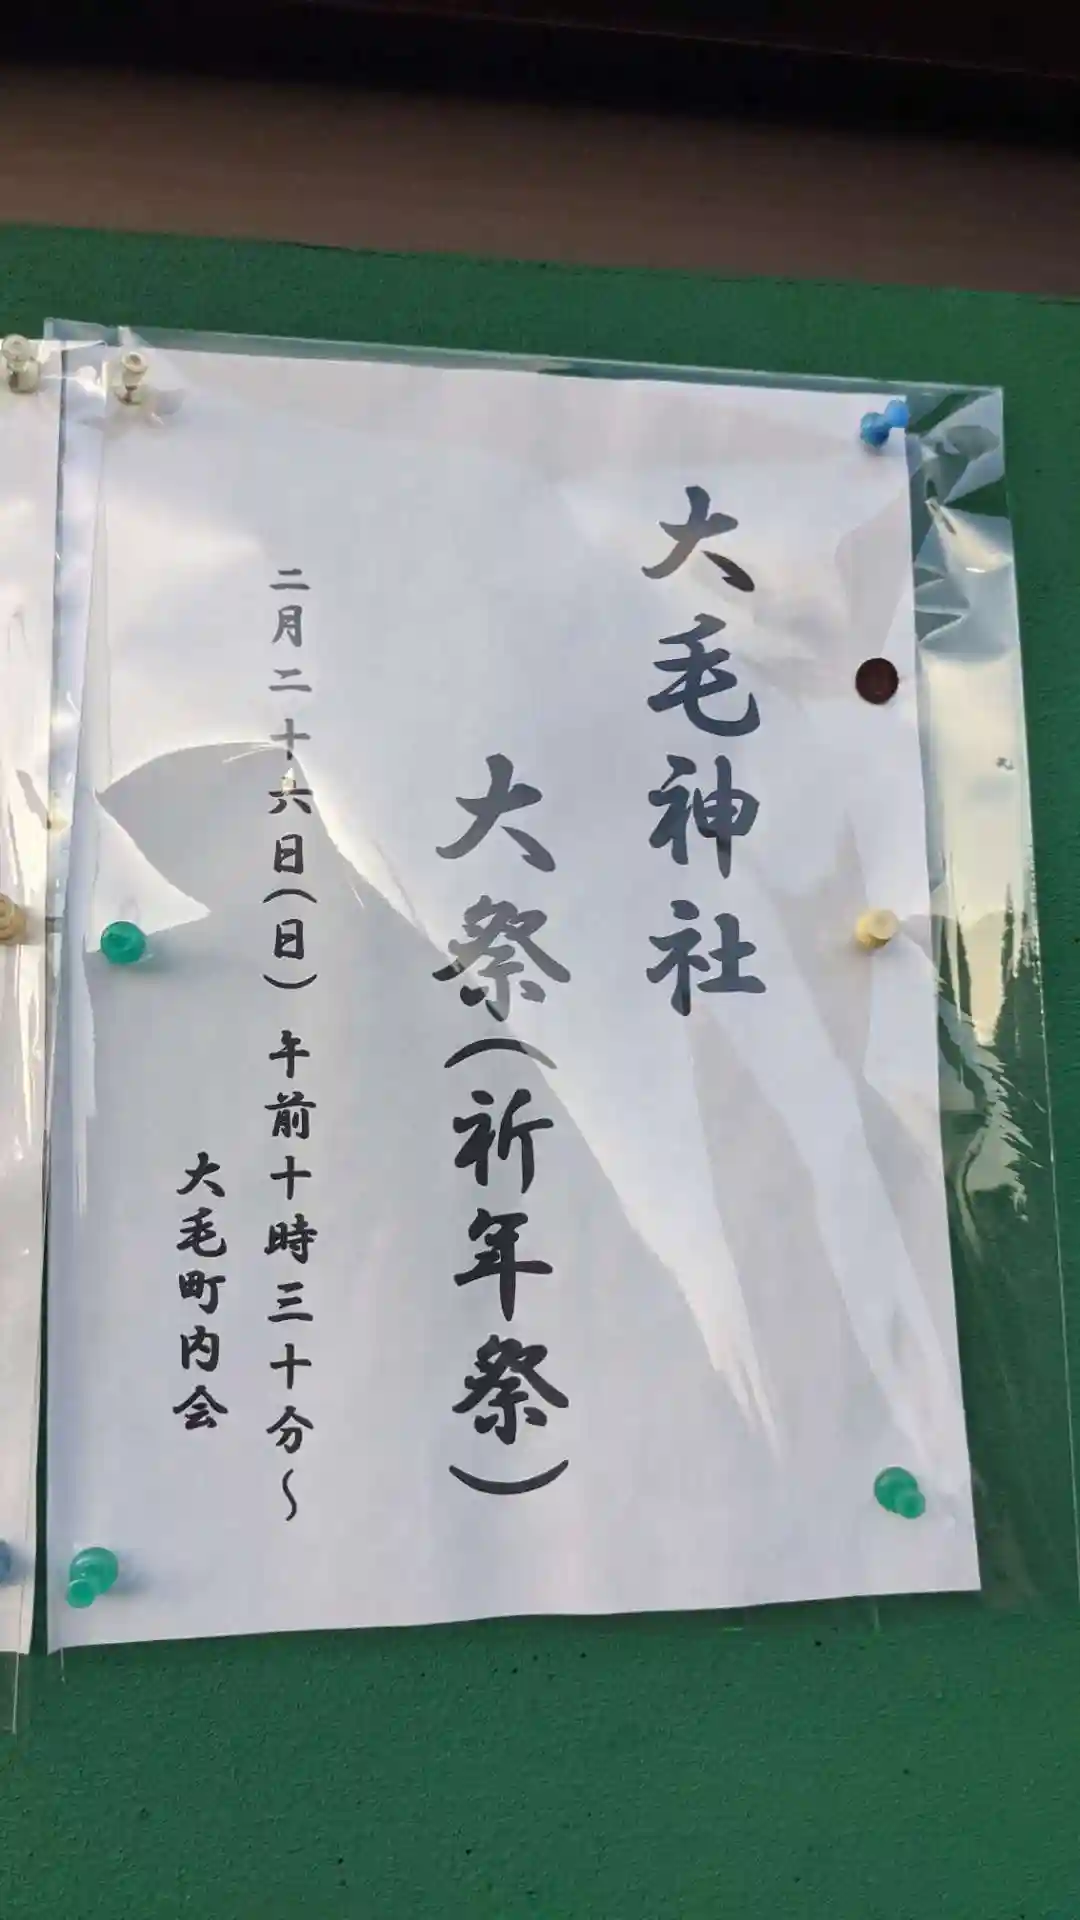 大毛神社
大祭（祈年祭）
二月二十六日（日） 午前十時三十分～
大毛町内会